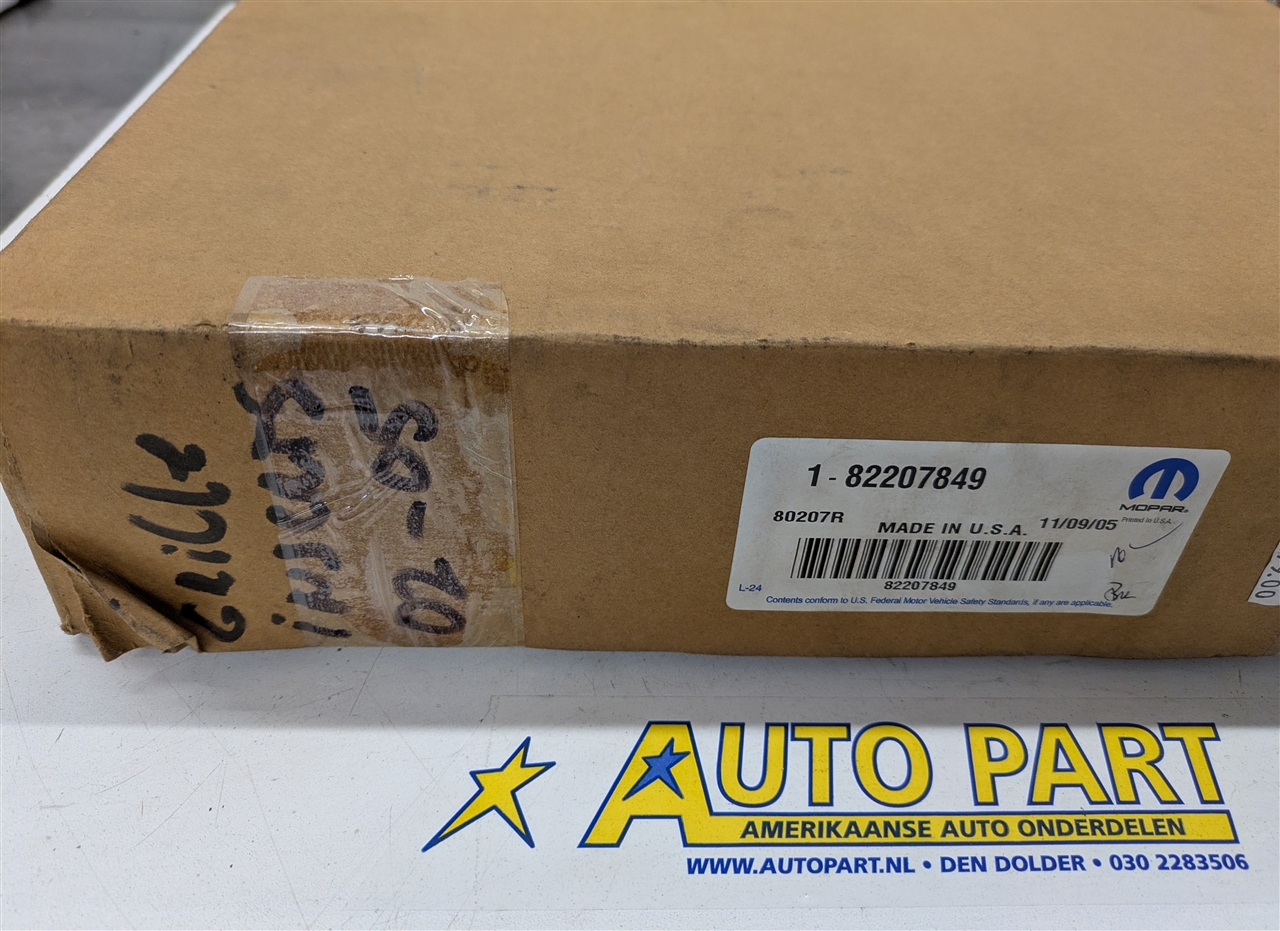 Grille
inserts
02 - 05
1 - 82207849
MOPAR®
80207R
MADE IN U.S.A.
11/09/05
Printed in U.S.A.
L-24
82207849
Contents conform to U.S. Federal Motor Vehicle Safety Standards, if any are applicable.
AUTO PART
AMERIKAANSE AUTO ONDERDELEN
WWW.AUTOPART.NL • DEN DOLDER • 030 2283506